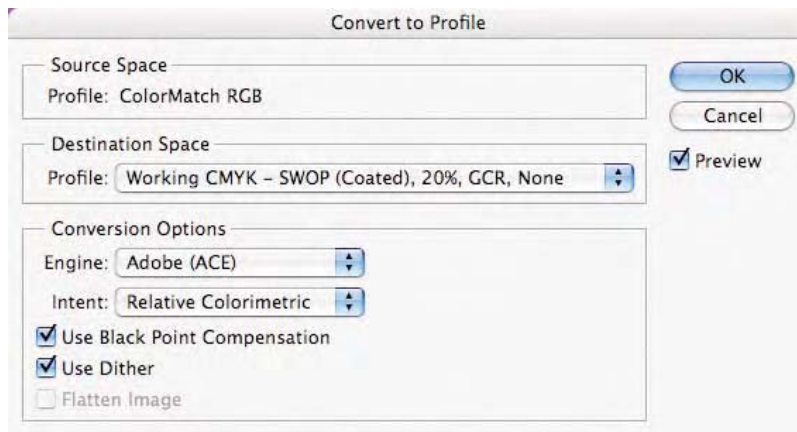 Convert to Profile
Source Space
Profile: ColorMatch RGB
Destination Space
Profile: Working CMYK – SWOP (Coated), 20%, GCR, None
Conversion Options
Engine: Adobe (ACE)
Intent: Relative Colorimetric
Use Black Point Compensation
Use Dither
Flatten Image
OK
Cancel
Preview